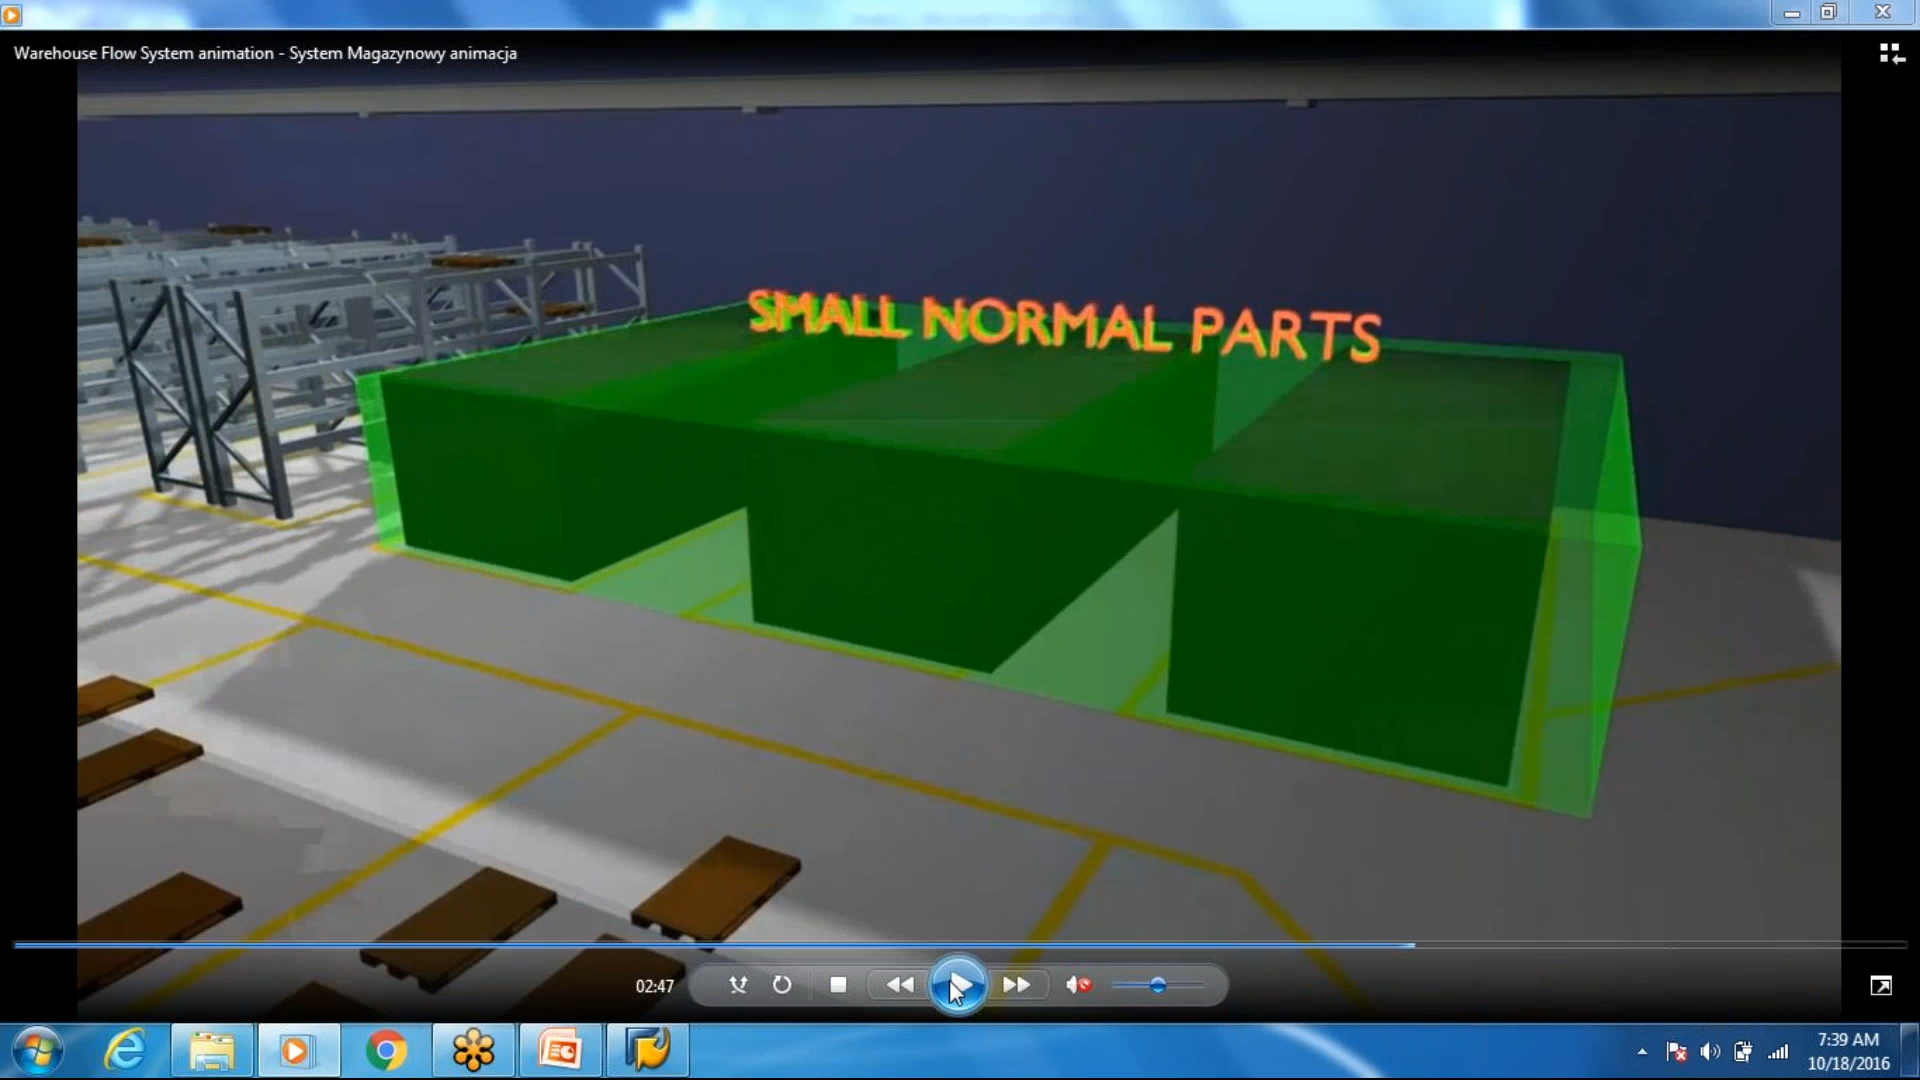 Warehouse Flow System animation - System Magazynowy animacja
SMALL NORMAL PARTS
02:47
7:39 AM
10/18/2016